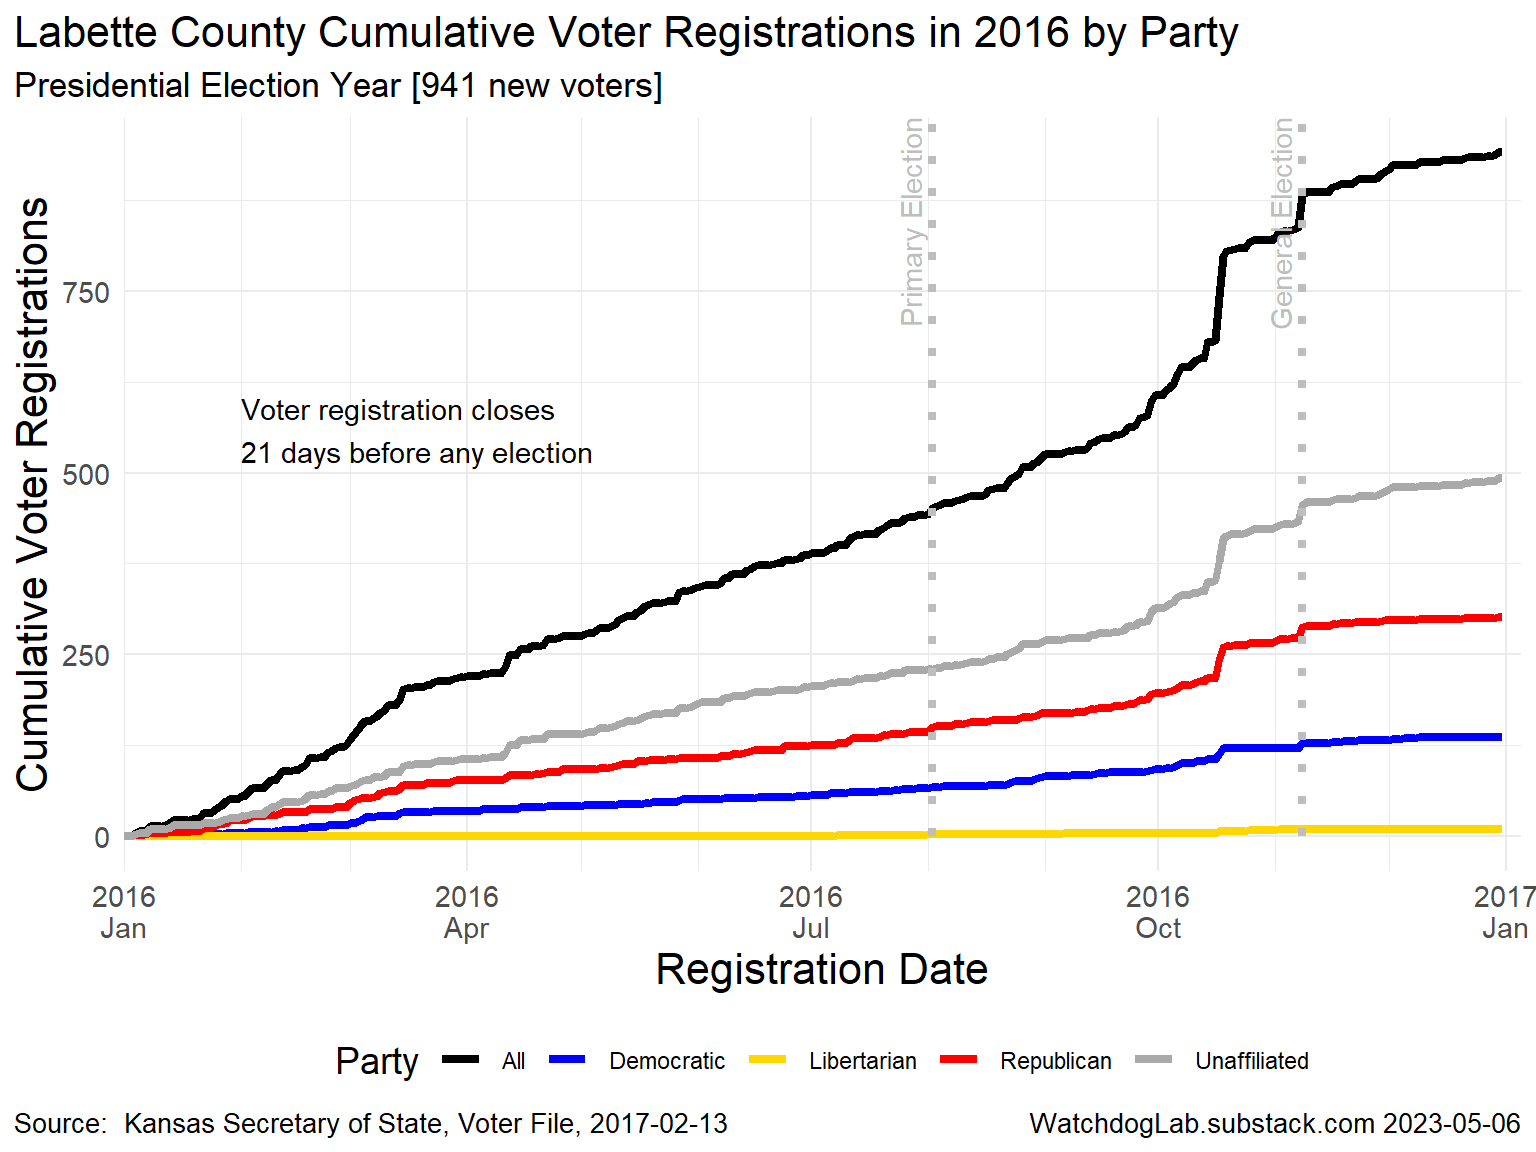 Labette County Cumulative Voter Registrations in 2016 by Party
Presidential Election Year [941 new voters]
Cumulative Voter Registrations
750
500
250
0
Primary Election
General Election
Voter registration closes
21 days before any election
2016 2016 2016 2016 2017
Jan Apr Jul Oct Jan
Registration Date
Party All Democratic Libertarian Republican Unaffiliated
Source:  Kansas Secretary of State, Voter File, 2017-02-13
WatchdogLab.substack.com 2023-05-06